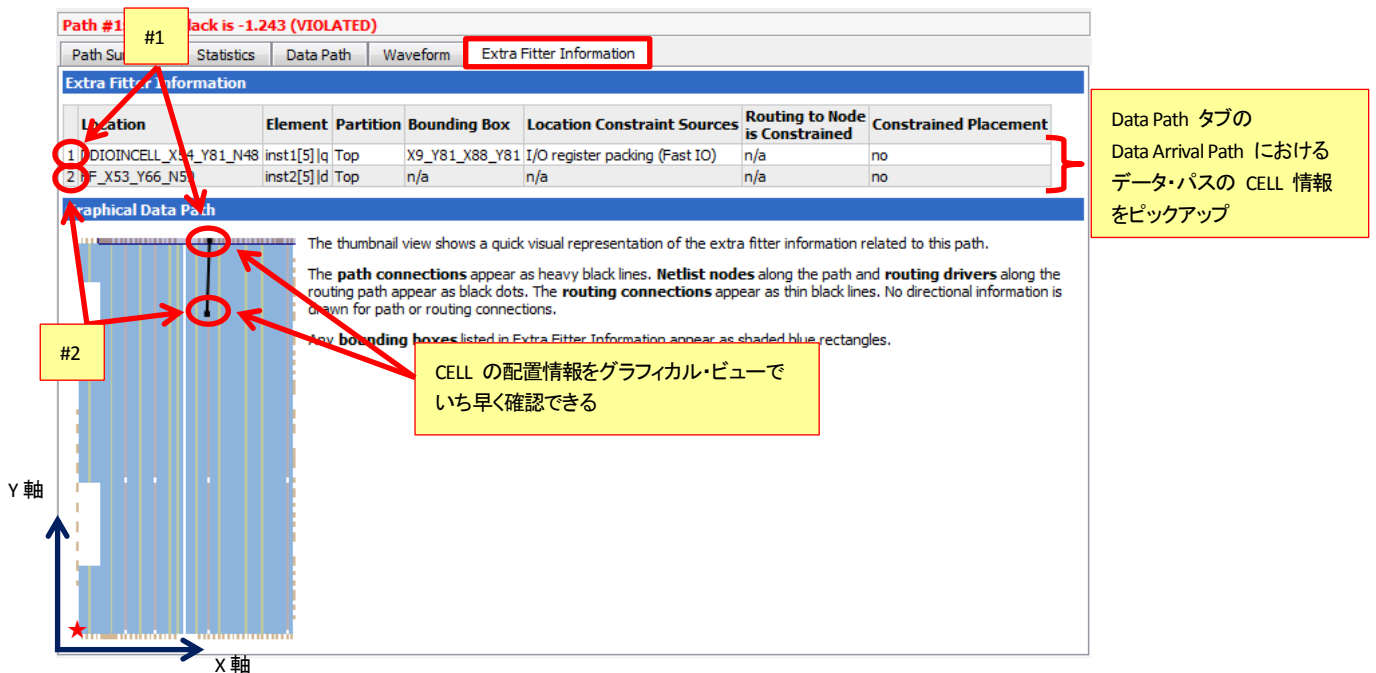 Path #1: lack is -1.243 (VIOLATED)
#1
Path Su Statistics Data Path Waveform Extra Fitter Information
Extra Fitter Information
Location Element Partition Bounding Box Location Constraint Sources Routing to Node is Constrained Constrained Placement
1 DDIOINCELL_X54_Y81_N48 inst1[5]|q Top X9_Y81_X88_Y81 I/O register packing (Fast IO) n/a no
2 FF_X53_Y66_N59 inst2[5]|d Top n/a n/a n/a no
Data Path タブの
Data Arrival Path における
データ・パスの CELL 情報
をピックアップ
Graphical Data Path
The thumbnail view shows a quick visual representation of the extra fitter information related to this path.
The path connections appear as heavy black lines. Netlist nodes along the path and routing drivers along the
routing path appear as black dots. The routing connections appear as thin black lines. No directional information is
drawn for path or routing connections.
Any bounding boxes listed in Extra Fitter Information appear as shaded blue rectangles.
#2
CELL の配置情報をグラフィカル・ビューで
いち早く確認できる
Y 軸
X 軸